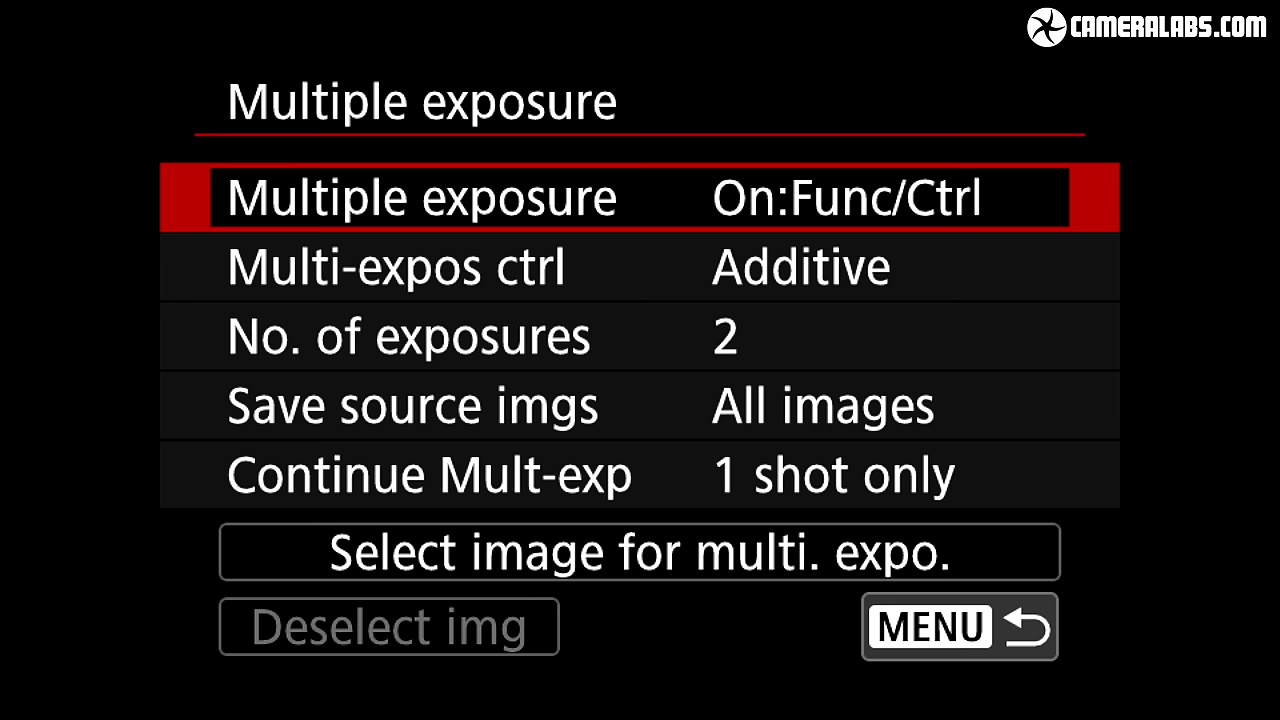 CAMERALABS.COM
Multiple exposure
Multiple exposure On:Func/Ctrl
Multi-expos ctrl Additive
No. of exposures 2
Save source imgs All images
Continue Mult-exp 1 shot only
Select image for multi. expo.
Deselect img MENU